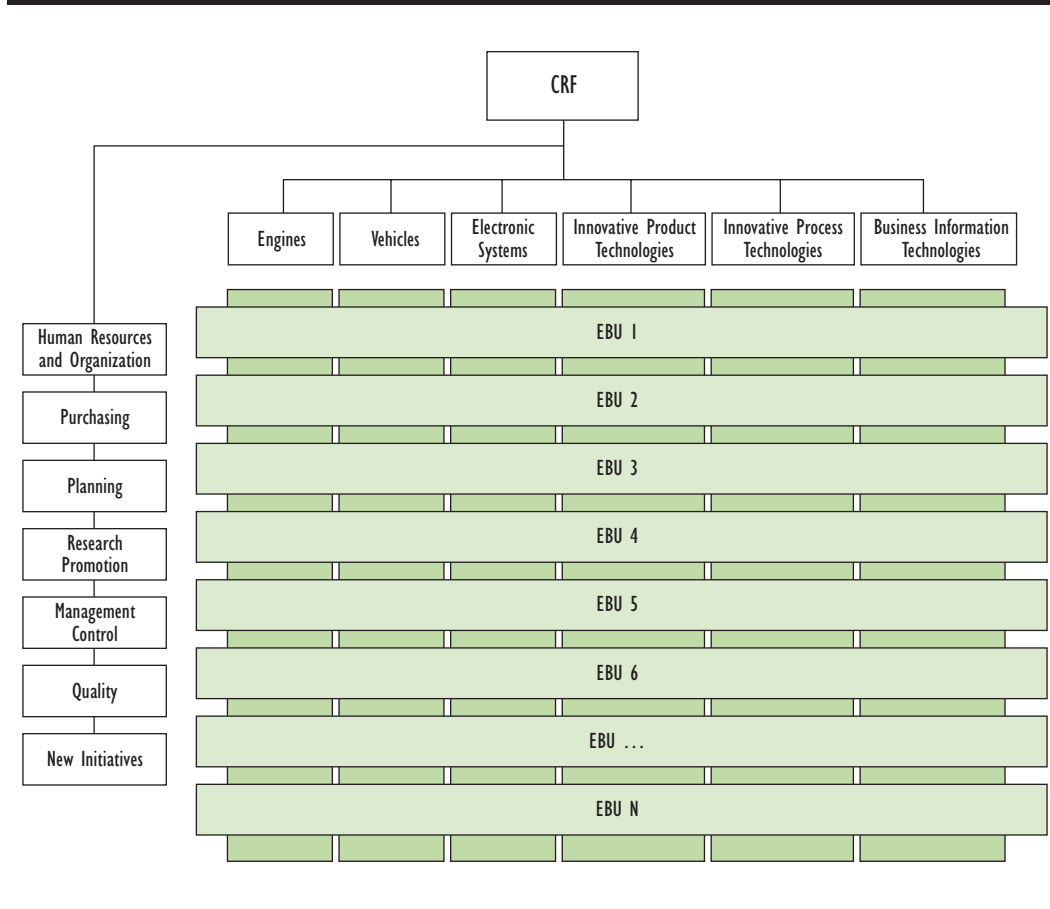 CRF
Engines
Vehicles
Electronic
Systems
Innovative Product
Technologies
Innovative Process
Technologies
Business Information
Technologies
Human Resources
and Organization
Purchasing
Planning
Research
Promotion
Management
Control
Quality
New Initiatives
EBU 1
EBU 2
EBU 3
EBU 4
EBU 5
EBU 6
EBU ...
EBU N